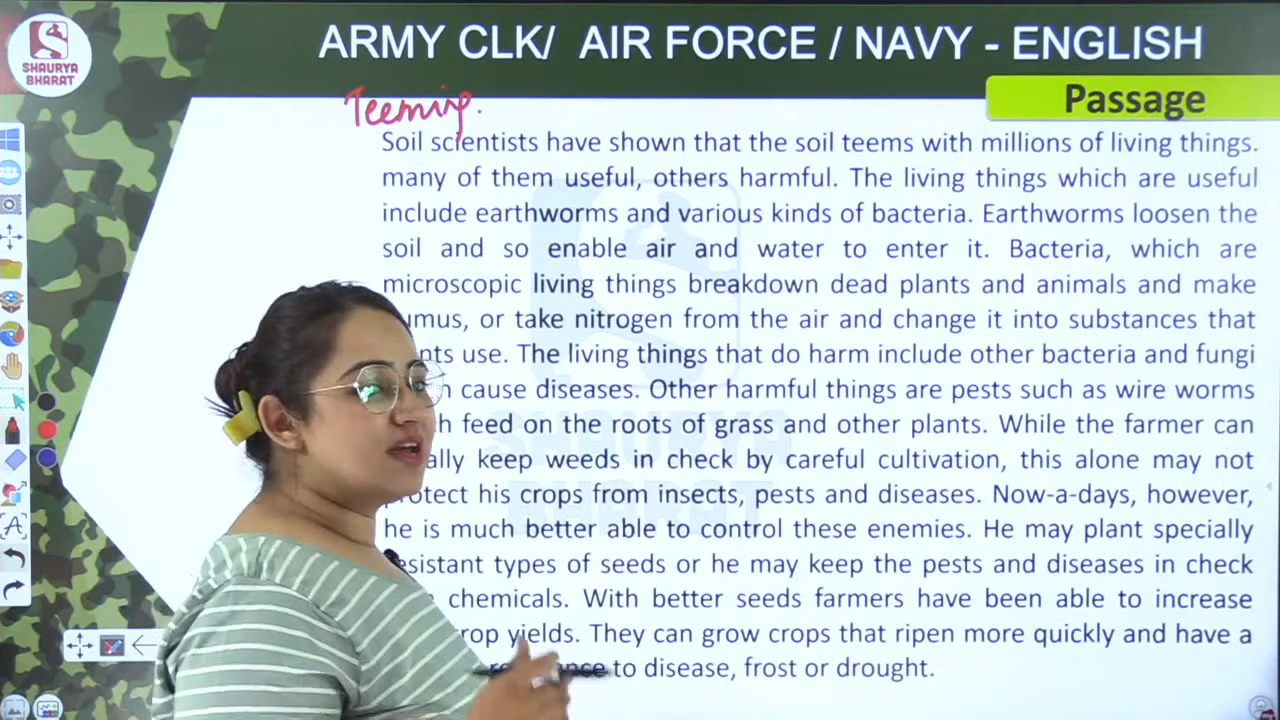 SHAURYA
BHARAT
ARMY CLK/ AIR FORCE / NAVY - ENGLISH
Passage
Teeming.
Soil scientists have shown that the soil teems with millions of living things.
many of them useful, others harmful. The living things which are useful
include earthworms and various kinds of bacteria. Earthworms loosen the
soil and so enable air and water to enter it. Bacteria, which are
microscopic living things breakdown dead plants and animals and make
or take nitrogen from the air and change it into substances that
use. The living things that do harm include other bacteria and fungi
cause diseases. Other harmful things are pests such as wire worms
feed on the roots of grass and other plants. While the farmer can
keep weeds in check by careful cultivation, this alone may not
protect his crops from insects, pests and diseases. Now-a-days, however,
he is much better able to control these enemies. He may plant specially
resistant types of seeds or he may keep the pests and diseases in check
chemicals. With better seeds farmers have been able to increase
crop yields. They can grow crops that ripen more quickly and have a
to disease, frost or drought.
SHAURYA
BHARAT